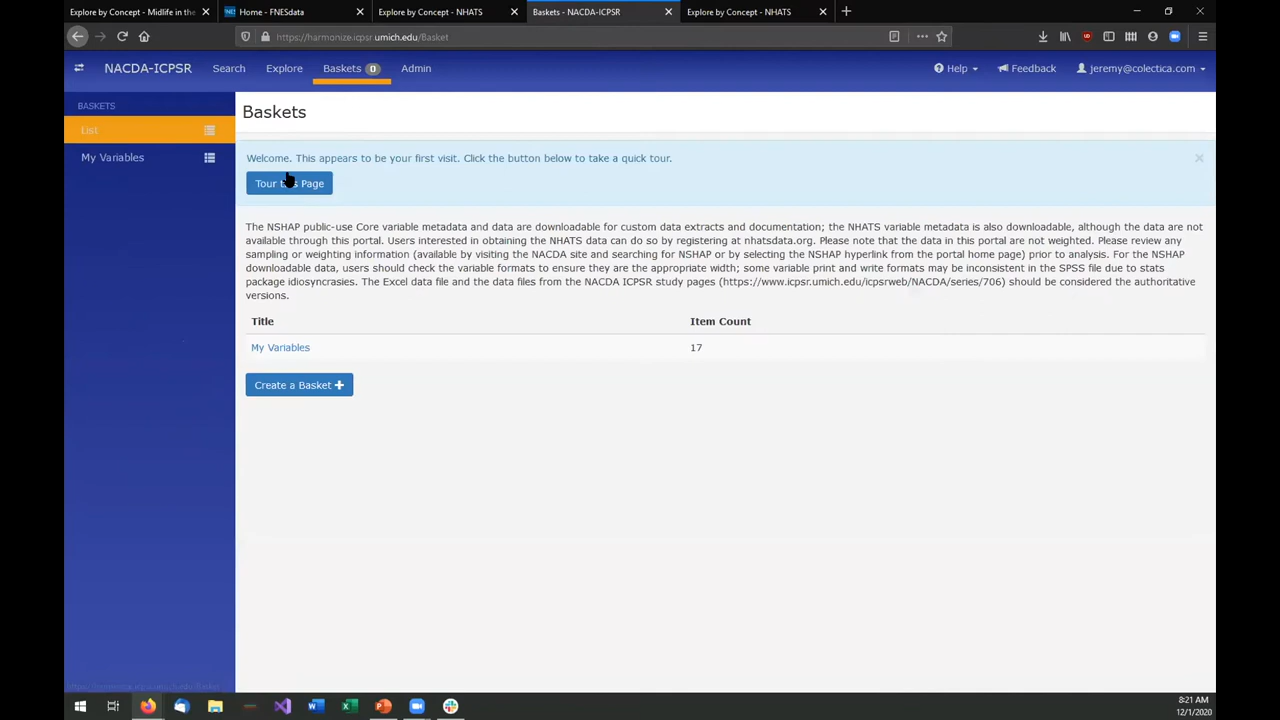 Explore by Concept - Midlife in the
Home - FNESdata
Explore by Concept - NHATS
Baskets - NACDA-ICPSR
Explore by Concept - NHATS
https://harmonize.icpsr.umich.edu/Basket
NACDA-ICPSR
Search
Explore
Baskets 0
Admin
Help
Feedback
jeremy@colectica.com
BASKETS
List
My Variables
Baskets
Welcome. This appears to be your first visit. Click the button below to take a quick tour.
Tour this Page
The NSHAP public-use Core variable metadata and data are downloadable for custom data extracts and documentation; the NHATS variable metadata is also downloadable, although the data are not
available through this portal. Users interested in obtaining the NHATS data can do so by registering at nhatsdata.org. Please note that the data in this portal are not weighted. Please review any
sampling or weighting information (available by visiting the NACDA site and searching for NSHAP or by selecting the NSHAP hyperlink from the portal home page) prior to analysis. For the NSHAP
downloadable data, users should check the variable formats to ensure they are the appropriate width; some variable print and write formats may be inconsistent in the SPSS file due to stats
package idiosyncrasies. The Excel data file and the data files from the NACDA ICPSR study pages (https://www.icpsr.umich.edu/icpsrweb/NACDA/series/706) should be considered the authoritative
versions.
Title
Item Count
My Variables
17
Create a Basket
8:21 AM
12/1/2020